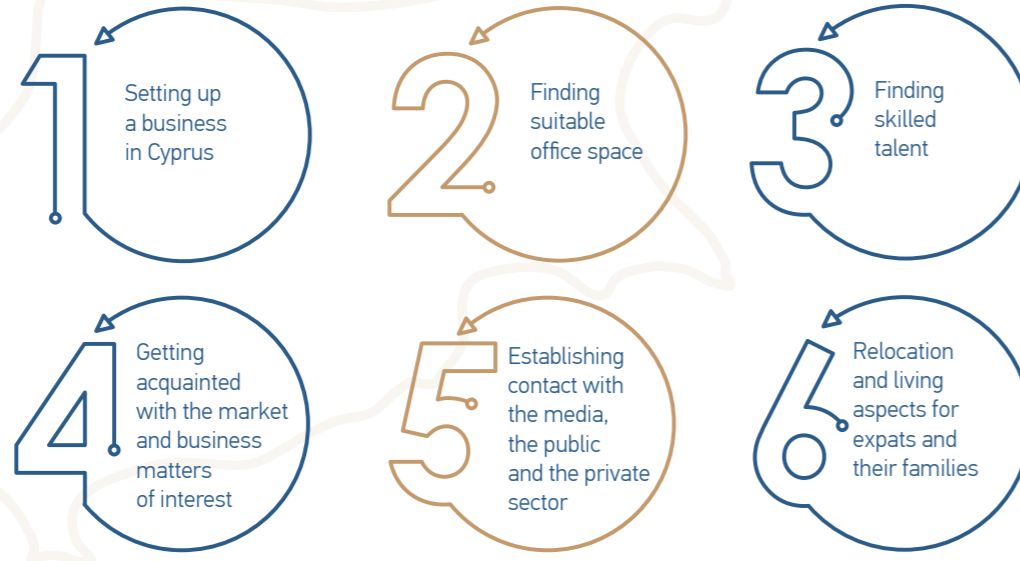 1
Setting up
a business
in Cyprus
2
Finding
suitable
office space
3
Finding
skilled
talent
4
Getting
acquainted
with the market
and business
matters
of interest
5
Establishing
contact with
the media,
the public
and the private
sector
6
Relocation
and living
aspects for
expats and
their families